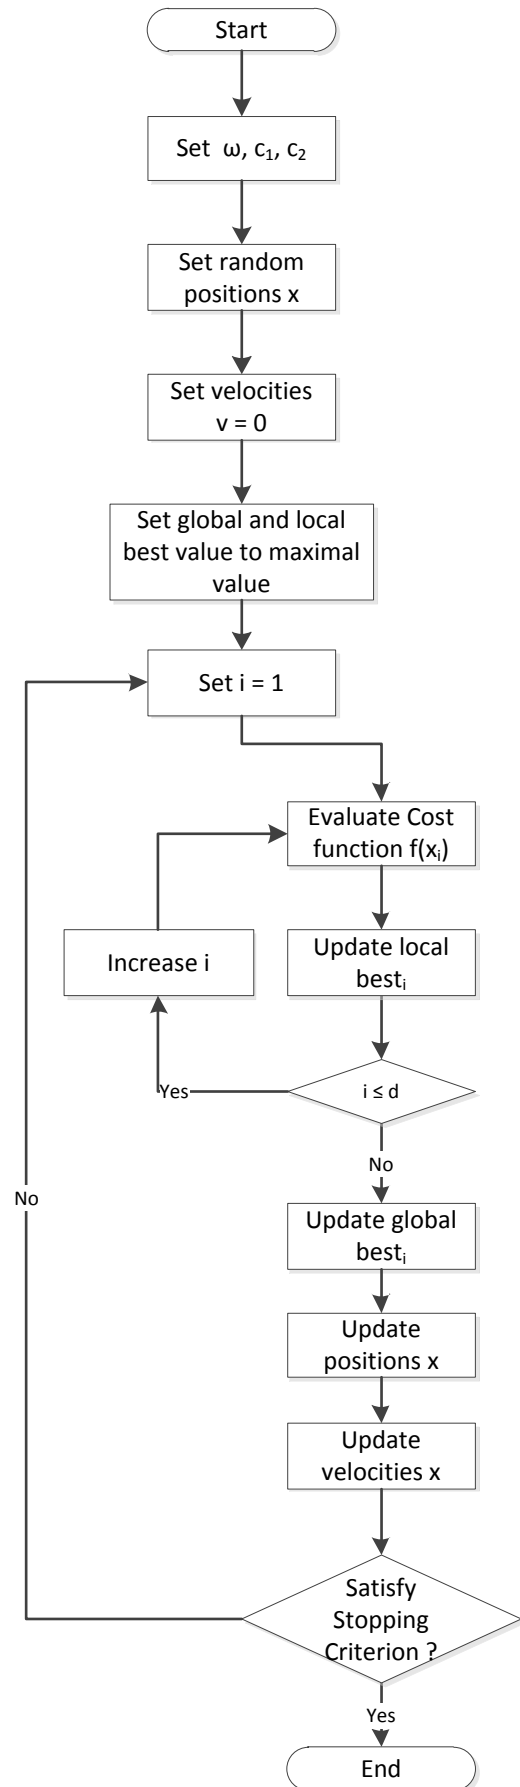 Start
Set ω, c₁, c₂
Set random
positions x
Set velocities
v = 0
Set global and local
best value to maximal
value
Set i = 1
Evaluate Cost
function f(xᵢ)
Increase i
Update local
bestᵢ
i ≤ d
Yes
No
No
Update global
bestᵢ
Update
positions x
Update
velocities x
Satisfy
Stopping
Criterion ?
Yes
End